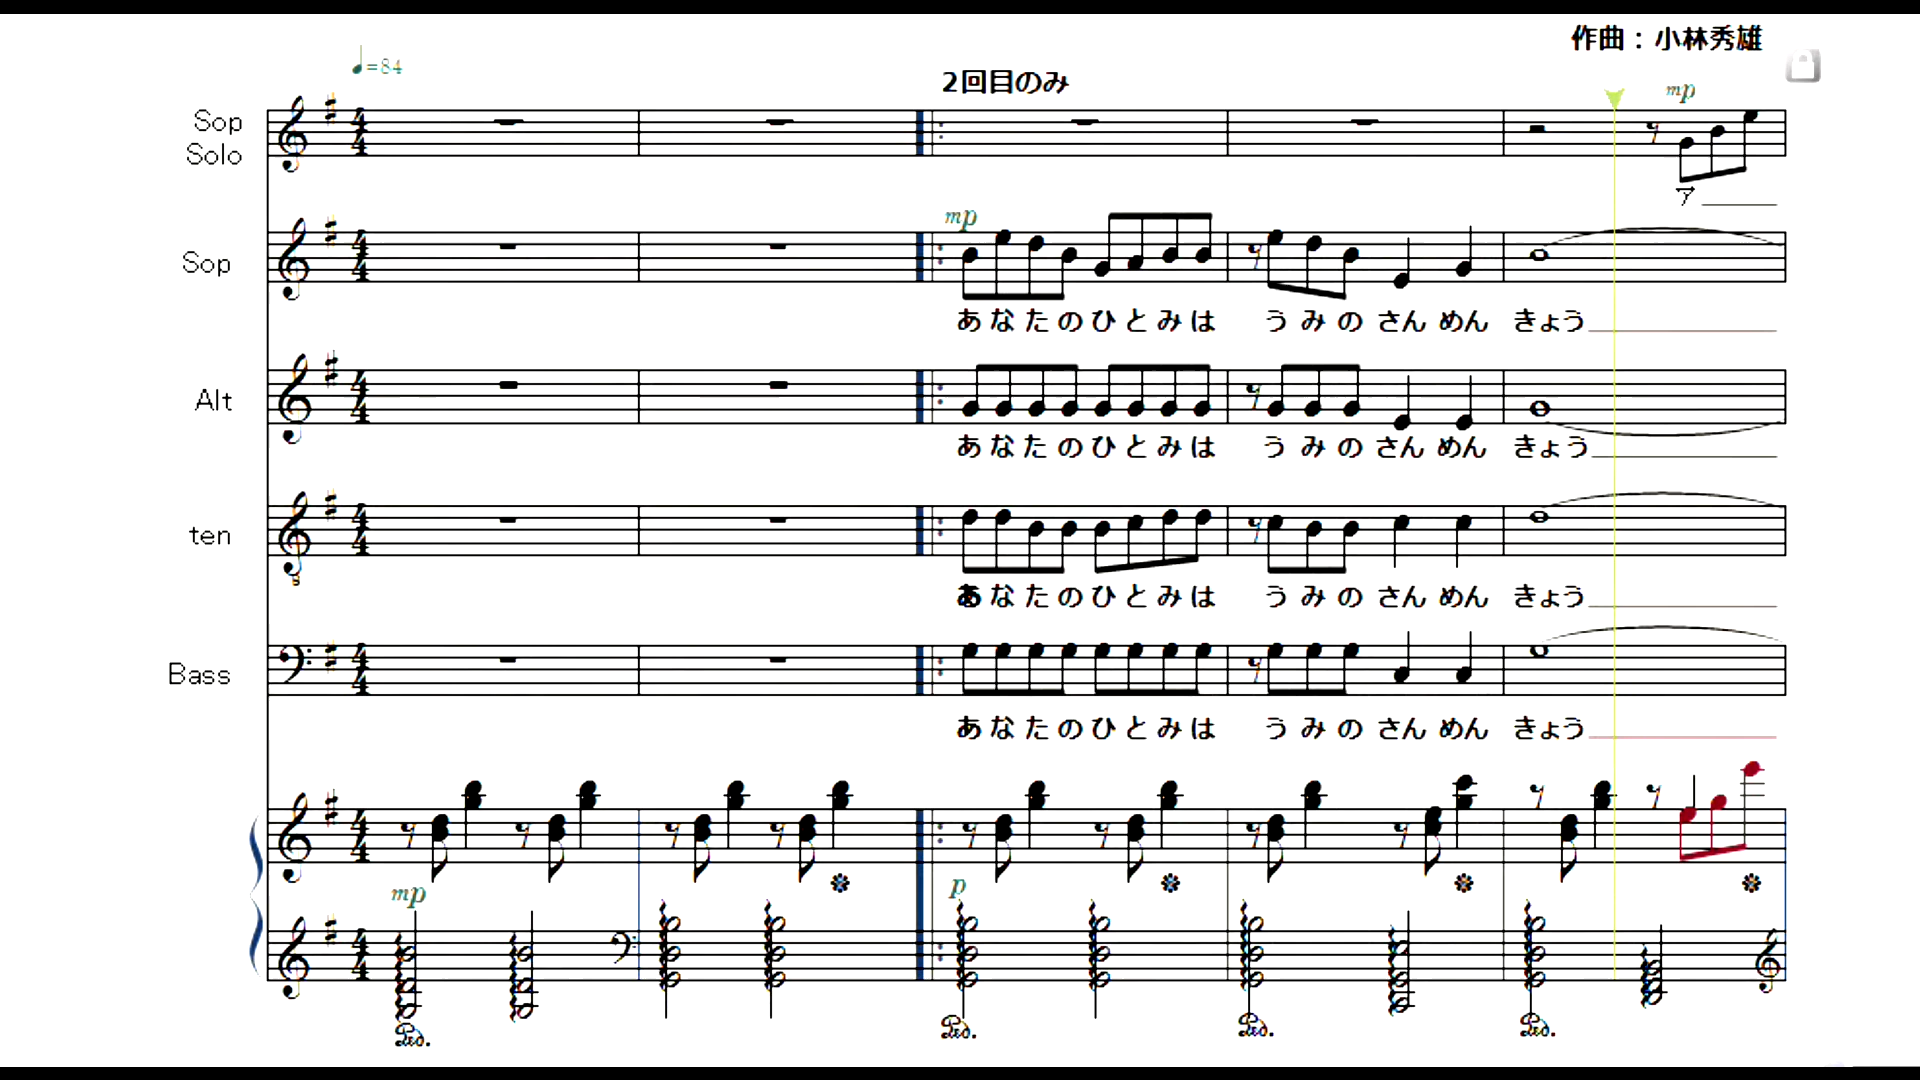 作曲：小林秀雄
♩=84
2回目のみ
Sop
Solo
mp
ア
Sop
mp
あなたのひとみは うみのさんめん きょう
Alt
あなたのひとみは うみのさんめん きょう
ten
あなたのひとみは うみのさんめん きょう
Bass
あなたのひとみは うみのさんめん きょう
mp
p
Ped. Ped. Ped. Ped.